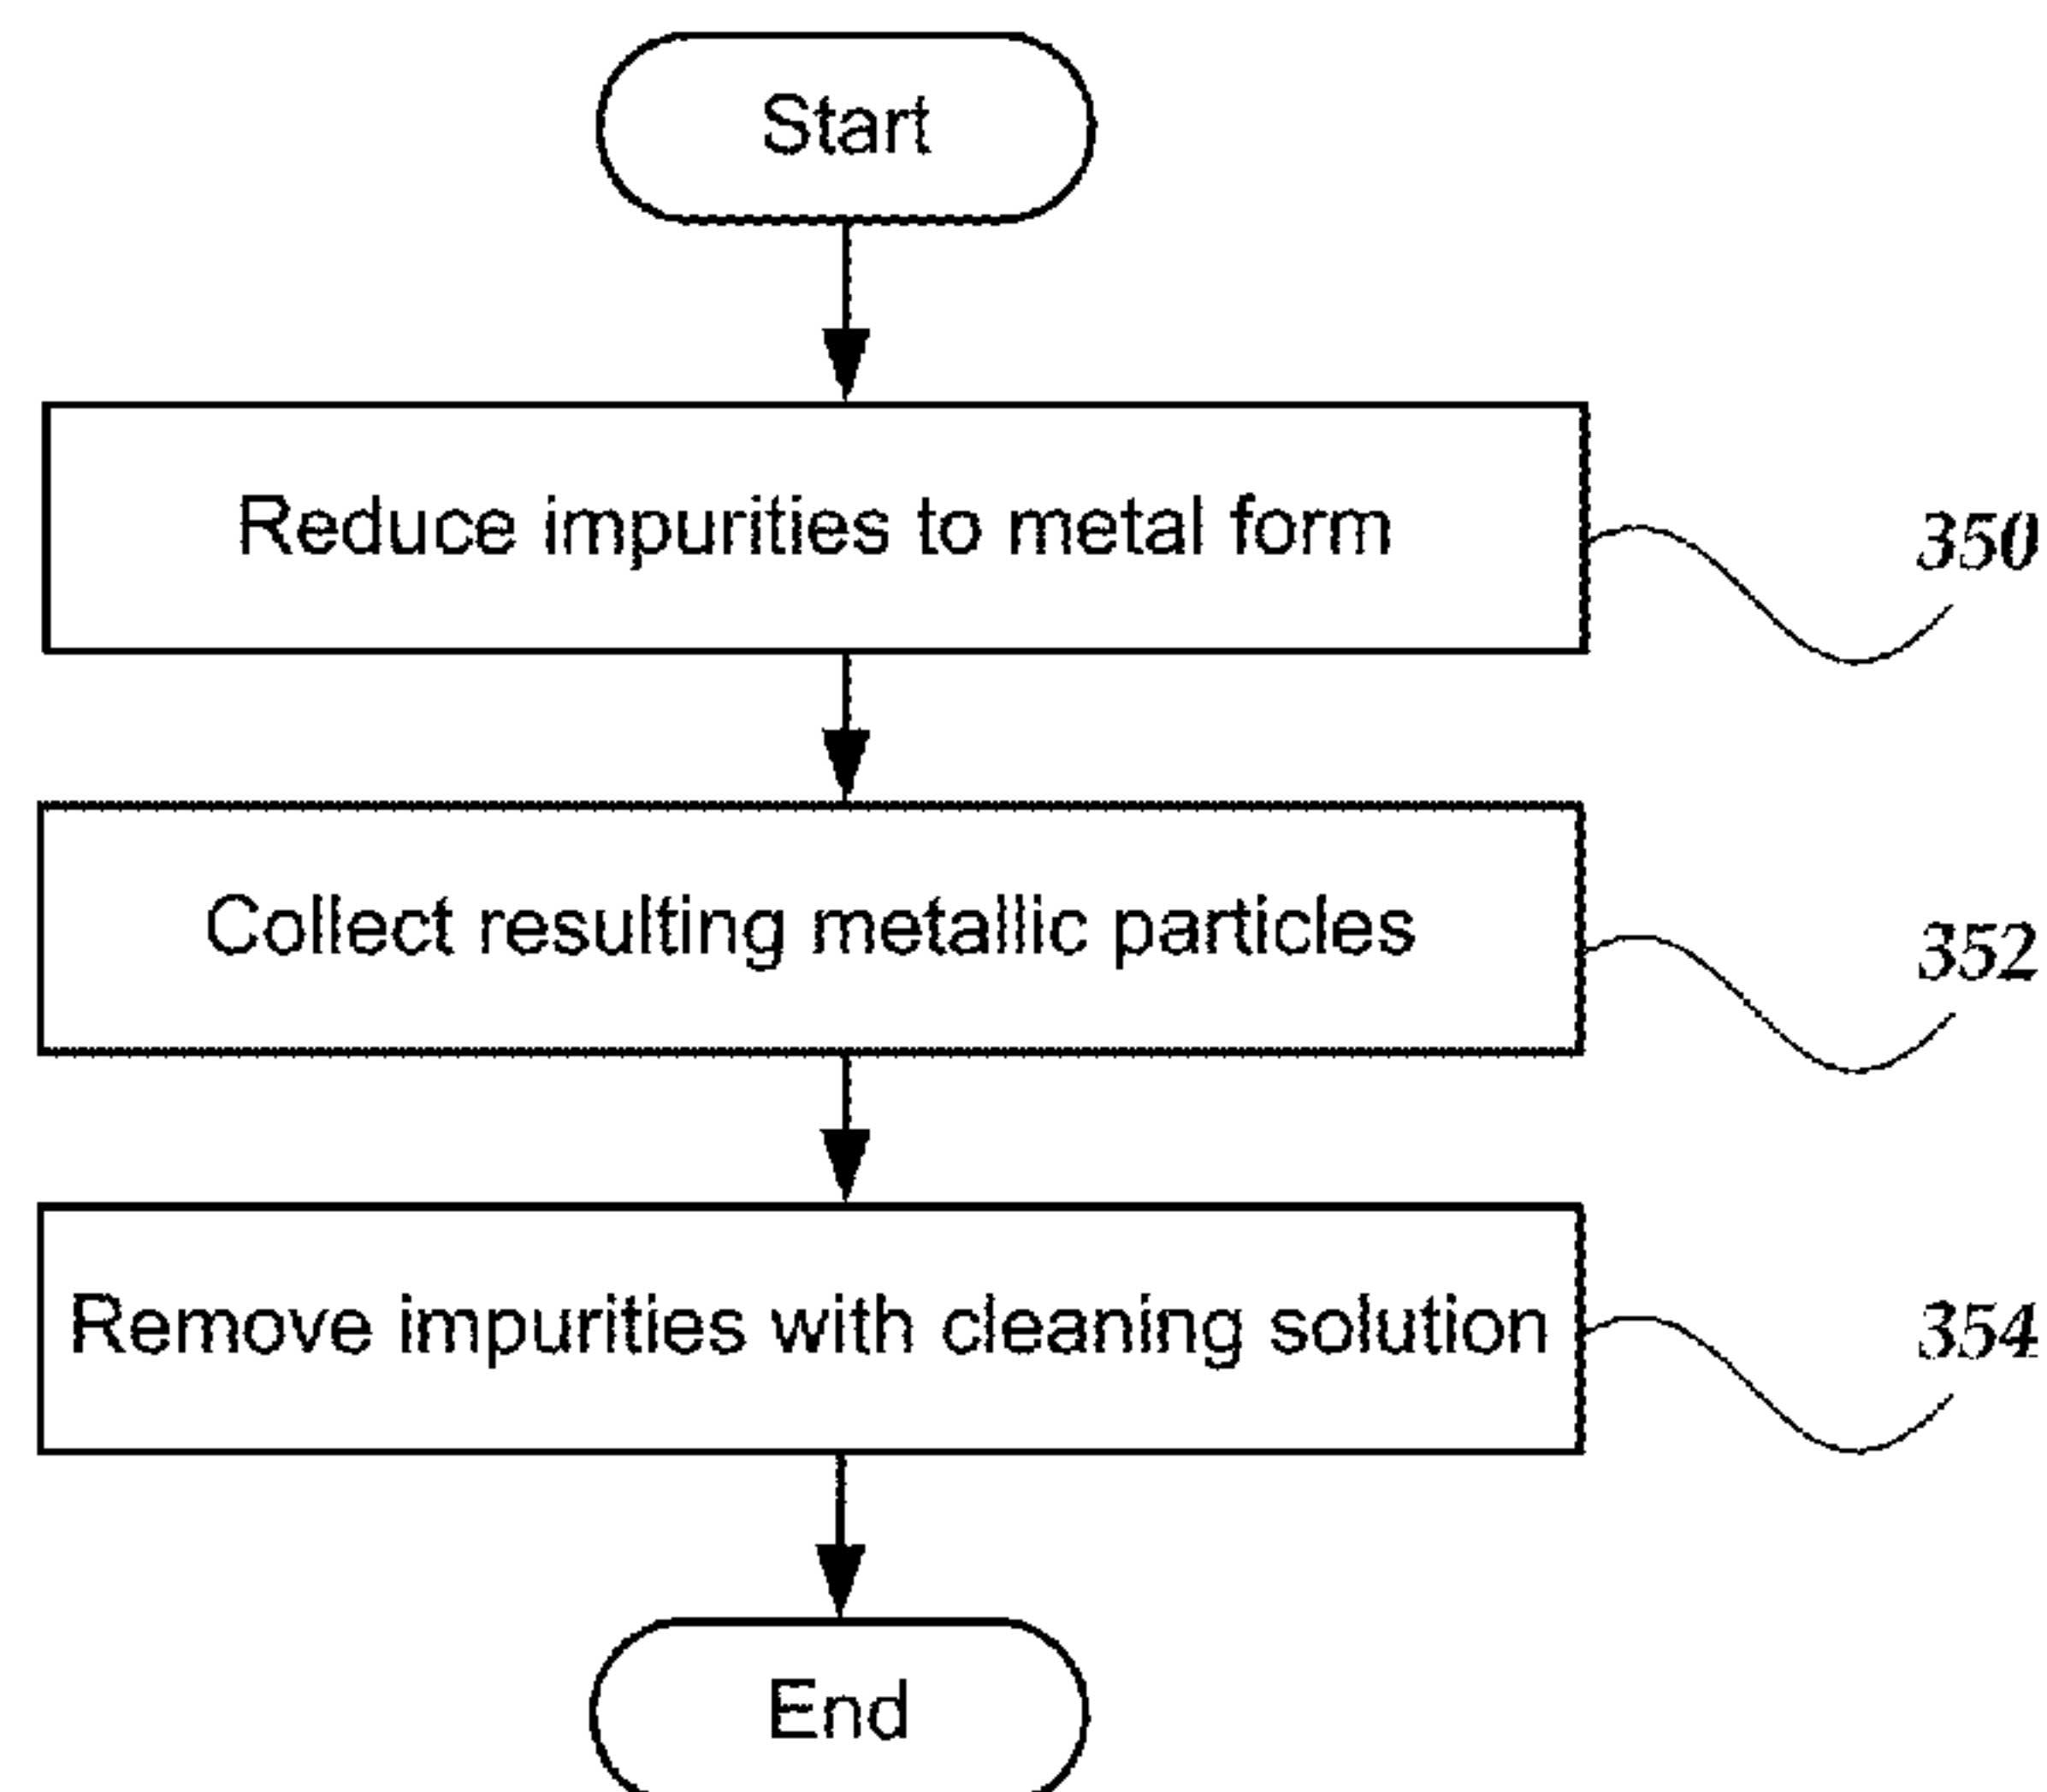 Start
Reduce impurities to metal form
350
Collect resulting metallic particles
352
Remove impurities with cleaning solution
354
End